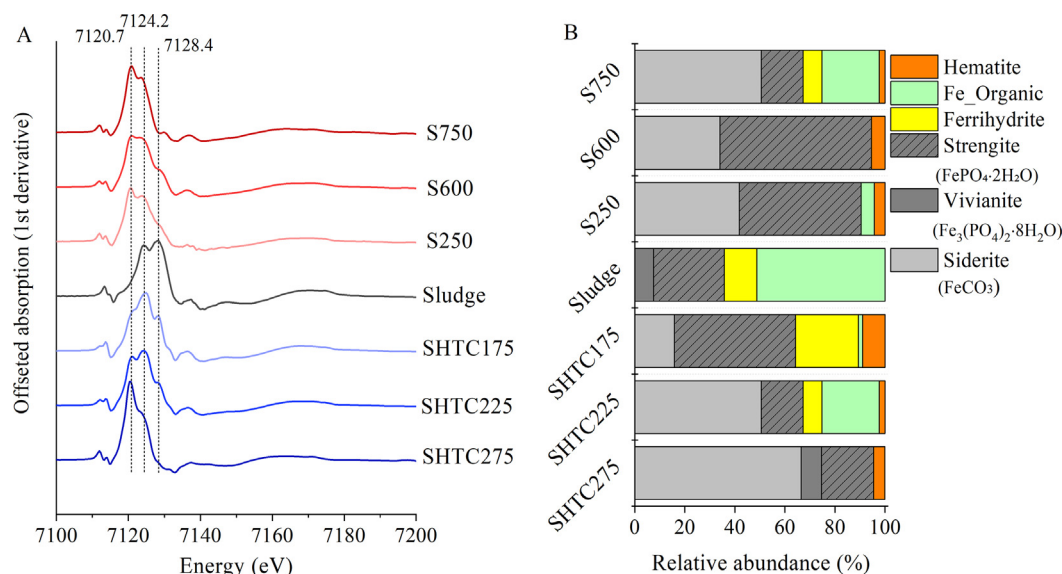 A
7124.2
7120.7
7128.4
S750
S600
S250
Sludge
SHTC175
SHTC225
SHTC275
Offseted absorption (1st derivative)
7100 7120 7140 7160 7180 7200
Energy (eV)
B
S750
S600
S250
Sludge
SHTC175
SHTC225
SHTC275
0 20 40 60 80 100
Relative abundance (%)
Hematite
Fe_Organic
Ferrihydrite
Strengite
(FePO₄·2H₂O)
Vivianite
(Fe₃(PO₄)₂·8H₂O)
Siderite
(FeCO₃)